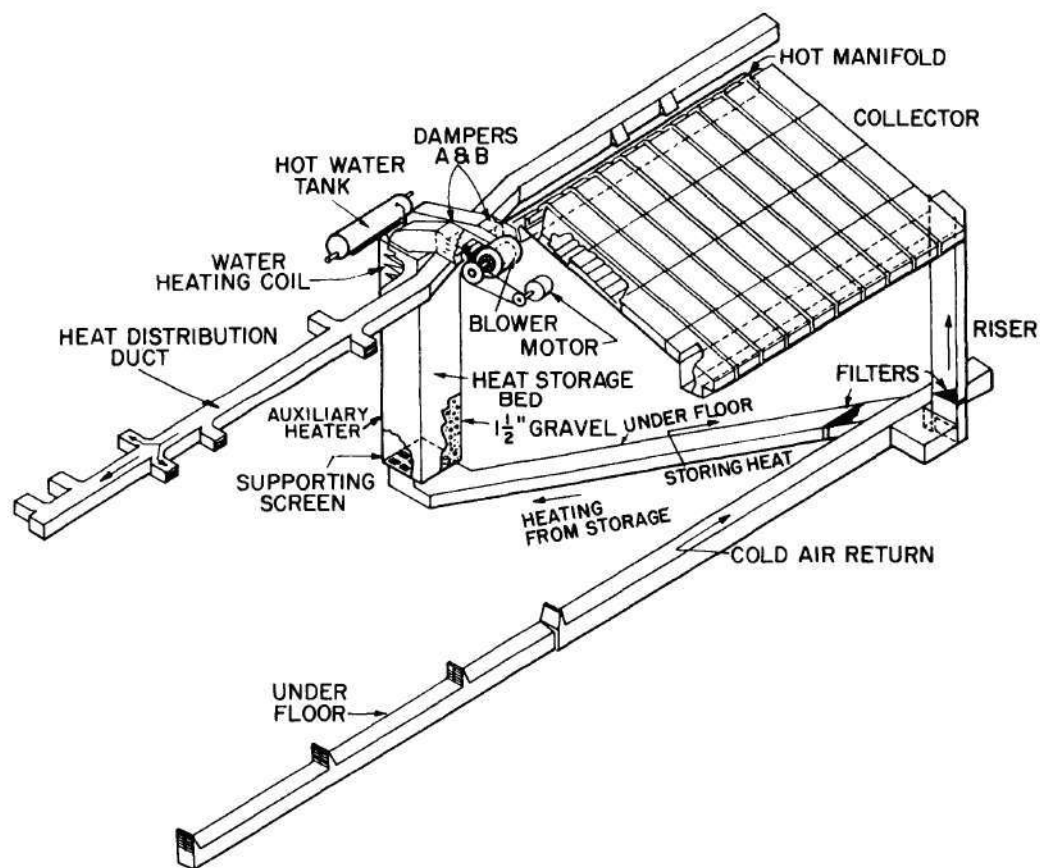 HOT MANIFOLD
COLLECTOR
DAMPERS
A & B
HOT WATER
TANK
WATER
HEATING COIL
HEAT DISTRIBUTION
DUCT
BLOWER
MOTOR
RISER
FILTERS
HEAT STORAGE
BED
AUXILIARY
HEATER
1 1/2" GRAVEL
UNDER FLOOR
STORING HEAT
SUPPORTING
SCREEN
HEATING
FROM STORAGE
COLD AIR RETURN
UNDER
FLOOR